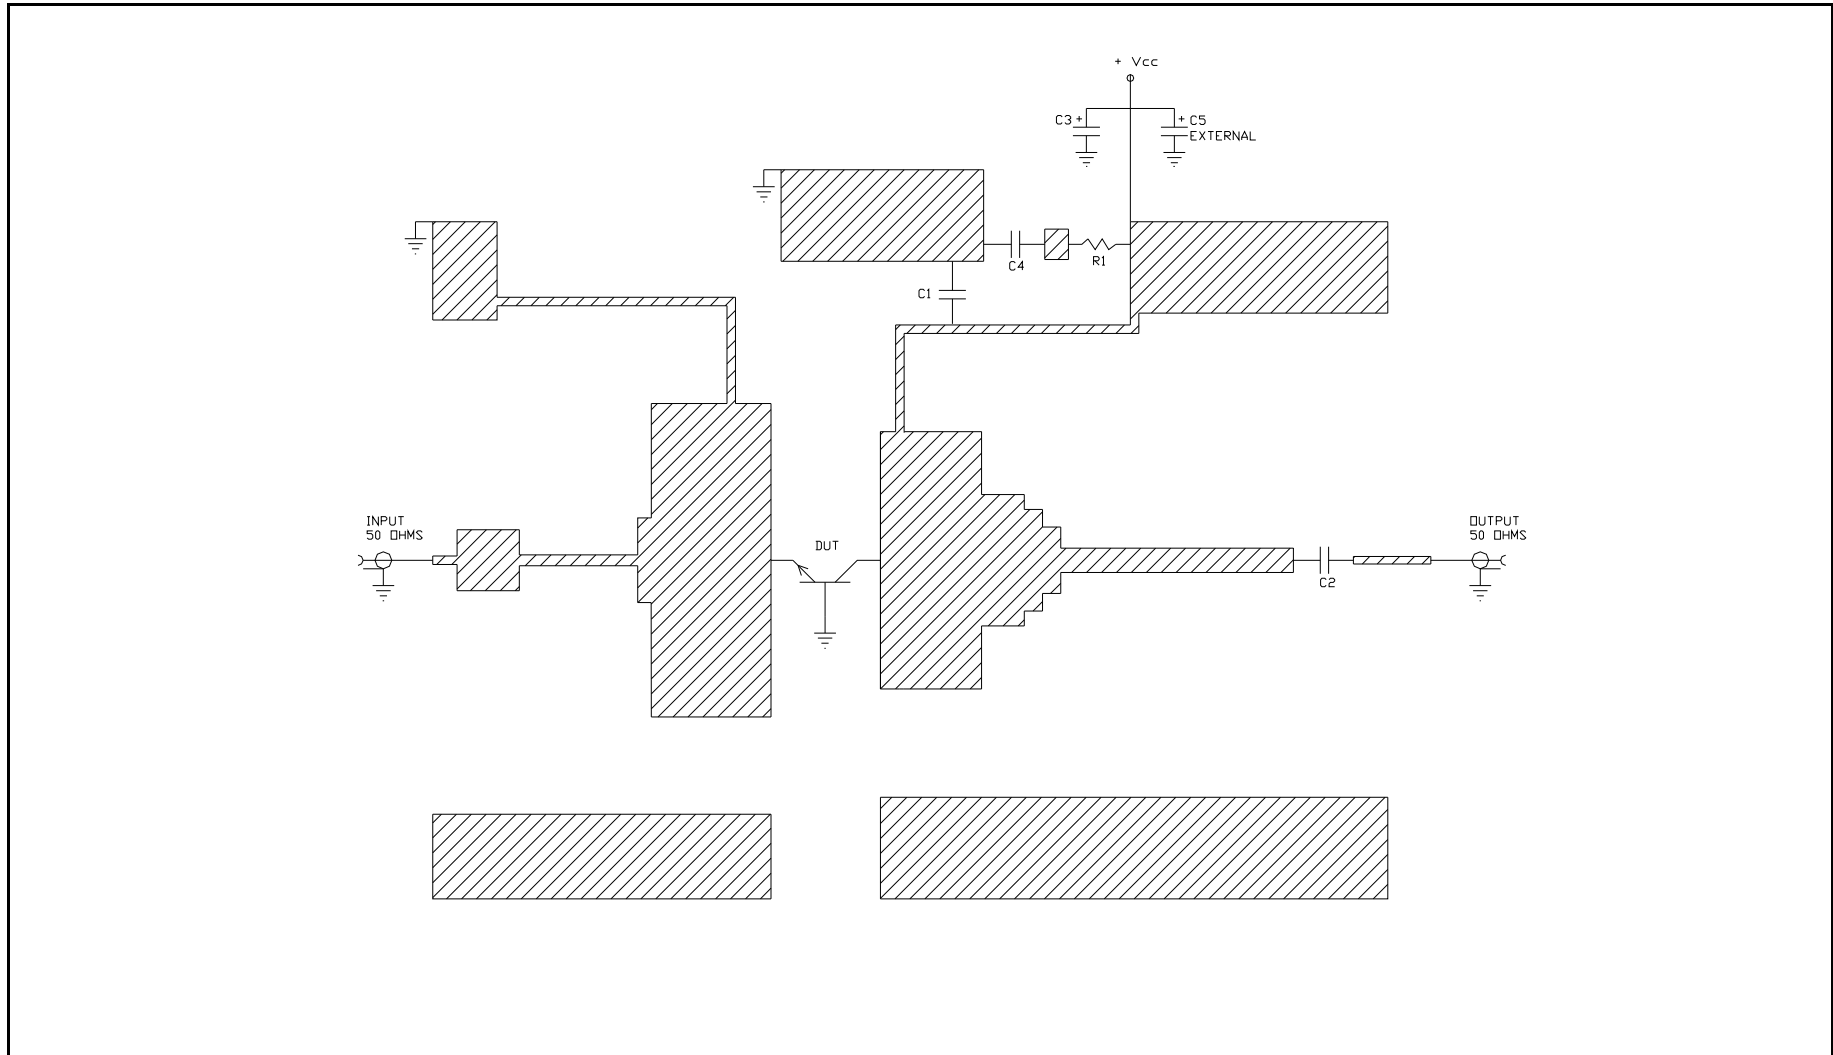 + Vcc
C3 +
+ C5
EXTERNAL
C4
R1
C1
INPUT
50 OHMS
DUT
OUTPUT
50 OHMS
C2